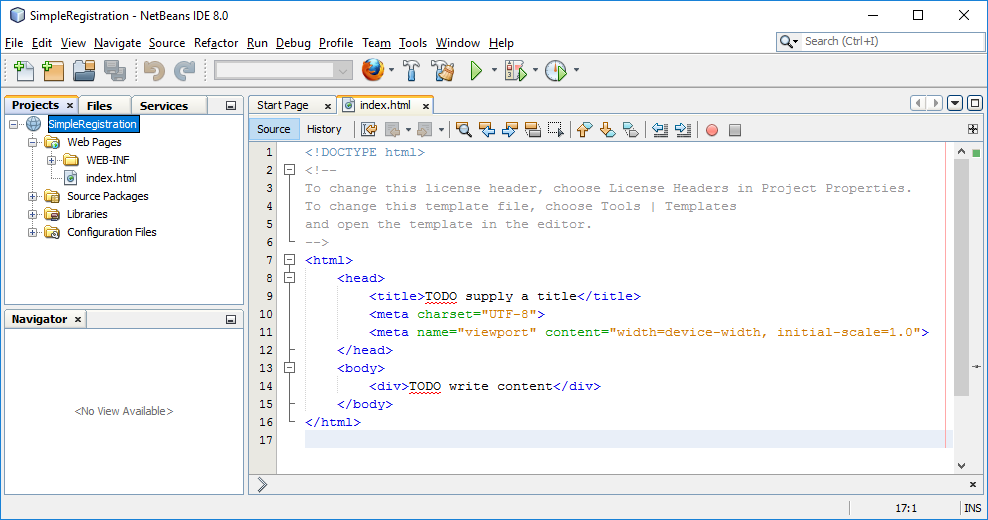 SimpleRegistration - NetBeans IDE 8.0
File Edit View Navigate Source Refactor Run Debug Profile Team Tools Window Help
Search (Ctrl+I)
Projects Files Services
SimpleRegistration
Web Pages
WEB-INF
index.html
Source Packages
Libraries
Configuration Files
Navigator
<No View Available>
Start Page index.html
Source History
1 <!DOCTYPE html>
2 <!--
3 To change this license header, choose License Headers in Project Properties.
4 To change this template file, choose Tools | Templates
5 and open the template in the editor.
6 -->
7 <html>
8 <head>
9 <title>TODO supply a title</title>
10 <meta charset="UTF-8">
11 <meta name="viewport" content="width=device-width, initial-scale=1.0">
12 </head>
13 <body>
14 <div>TODO write content</div>
15 </body>
16 </html>
17
17:1 INS